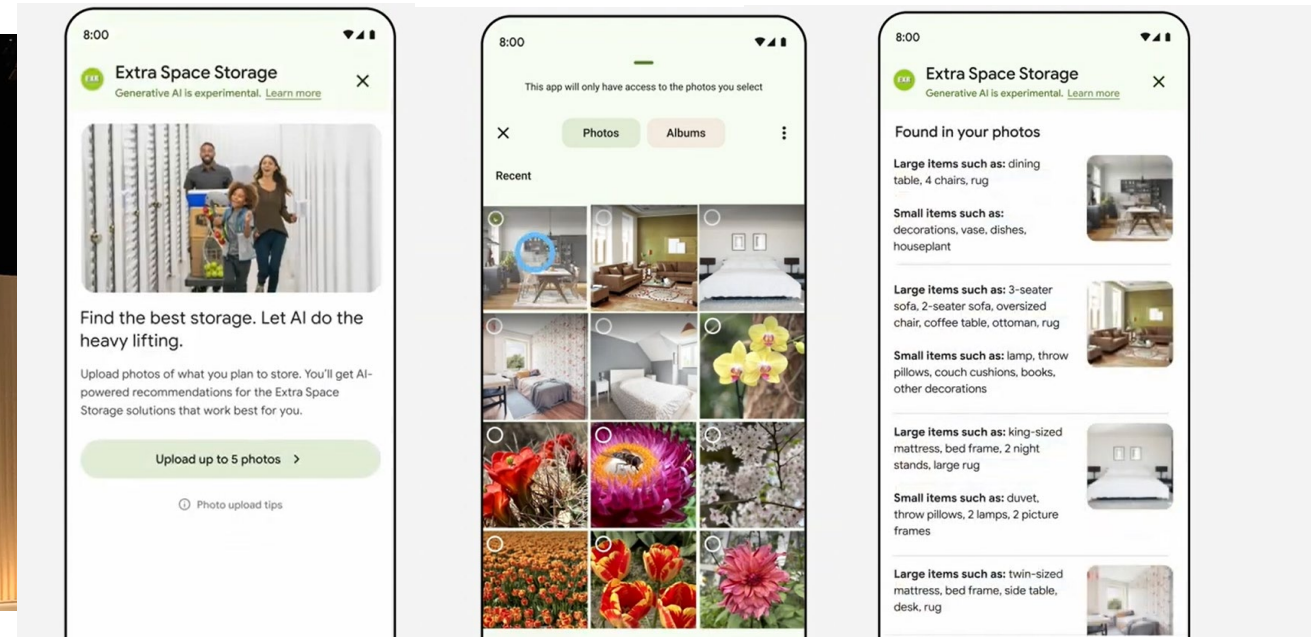 8:00
EXR
Extra Space Storage
Generative AI is experimental. Learn more
Find the best storage. Let AI do the
heavy lifting.
Upload photos of what you plan to store. You'll get AI-
powered recommendations for the Extra Space
Storage solutions that work best for you.
Upload up to 5 photos
Photo upload tips
8:00
This app will only have access to the photos you select
Photos
Albums
Recent
8:00
EXR
Extra Space Storage
Generative AI is experimental. Learn more
Found in your photos
Large items such as: dining
table, 4 chairs, rug
Small items such as:
decorations, vase, dishes,
houseplant
Large items such as: 3-seater
sofa, 2-seater sofa, oversized
chair, coffee table, ottoman, rug
Small items such as: lamp, throw
pillows, couch cushions, books,
other decorations
Large items such as: king-sized
mattress, bed frame, 2 night
stands, large rug
Small items such as: duvet,
throw pillows, 2 lamps, 2 picture
frames
Large items such as: twin-sized
mattress, bed frame, side table,
desk, rug